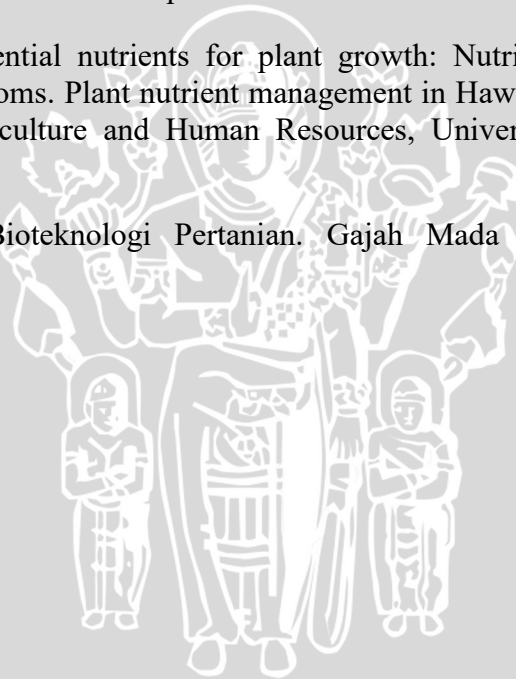 ential nutrients for plant growth: Nutri
oms. Plant nutrient management in Haw
culture and Human Resources, Univer
Bioteknologi Pertanian. Gajah Mada